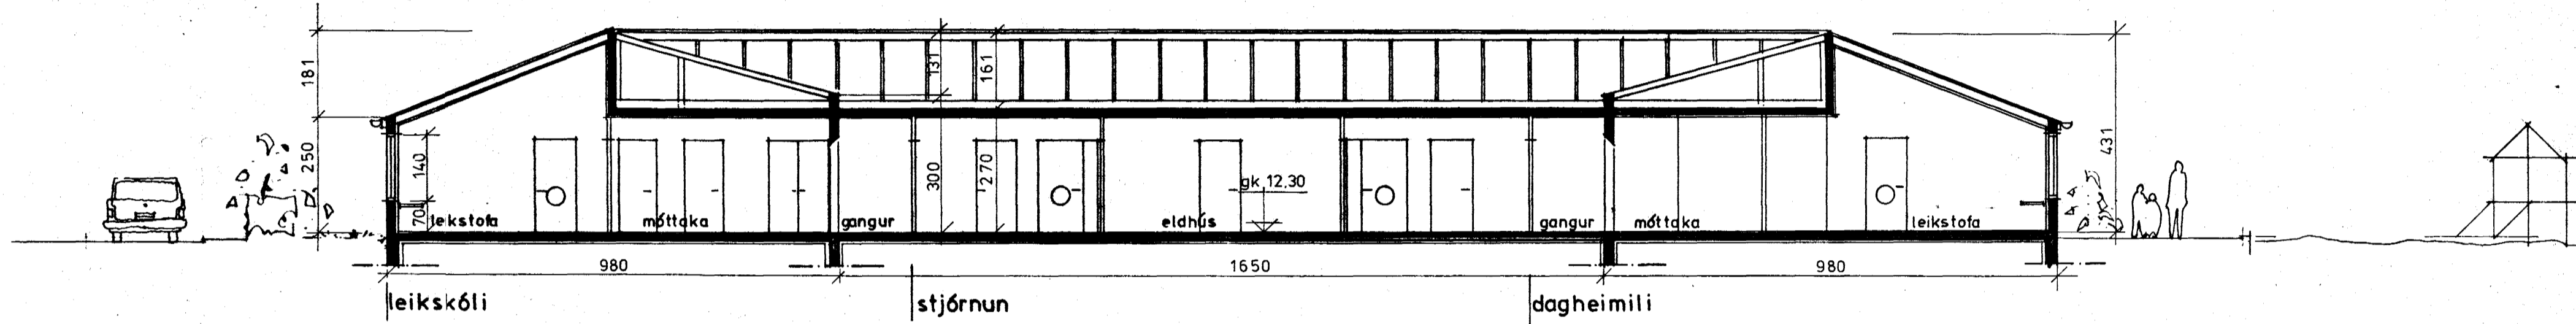 181
250
140
70
131
161
300
270
431
gk 12.30
leikstofa
móttaka
gangur
eldhús
gangur
móttaka
leikstofa
980
1650
980
leikskóli
stjórnun
dagheimili